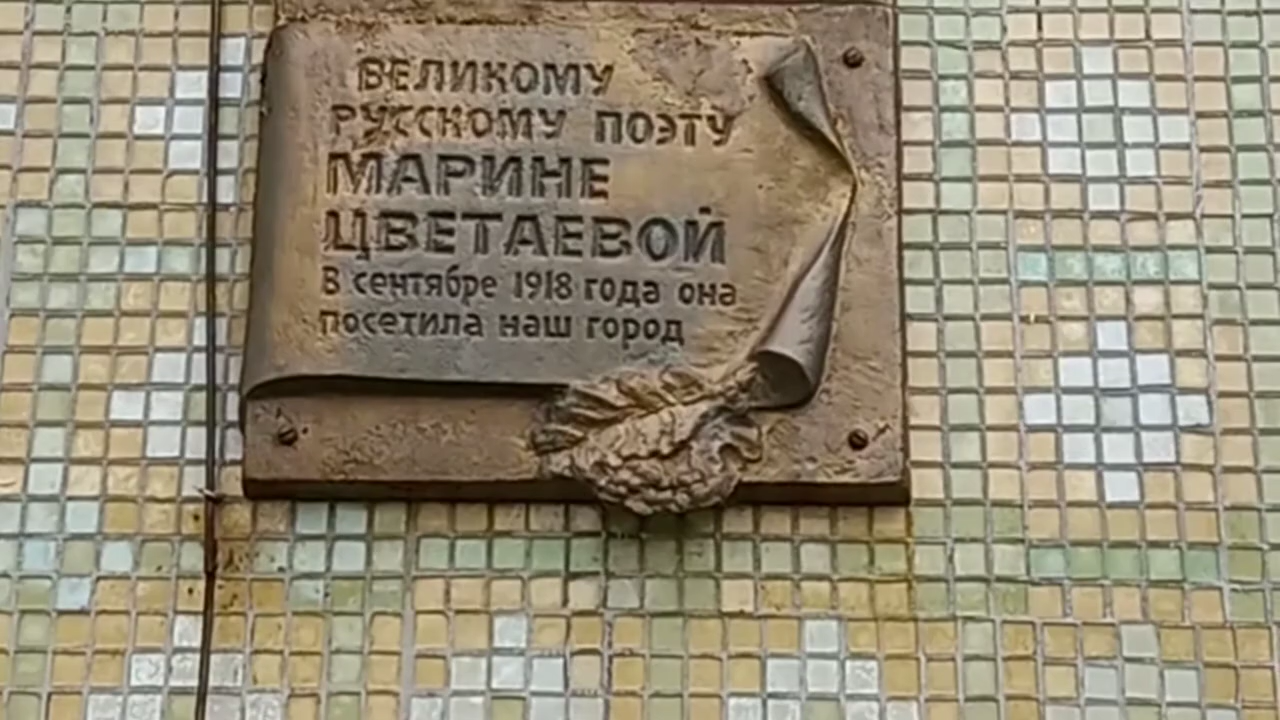 ВЕЛИКОМУ
РУССКОМУ ПОЭТУ
МАРИНЕ
ЦВЕТАЕВОЙ
В сентябре 1918 года она
посетила наш город